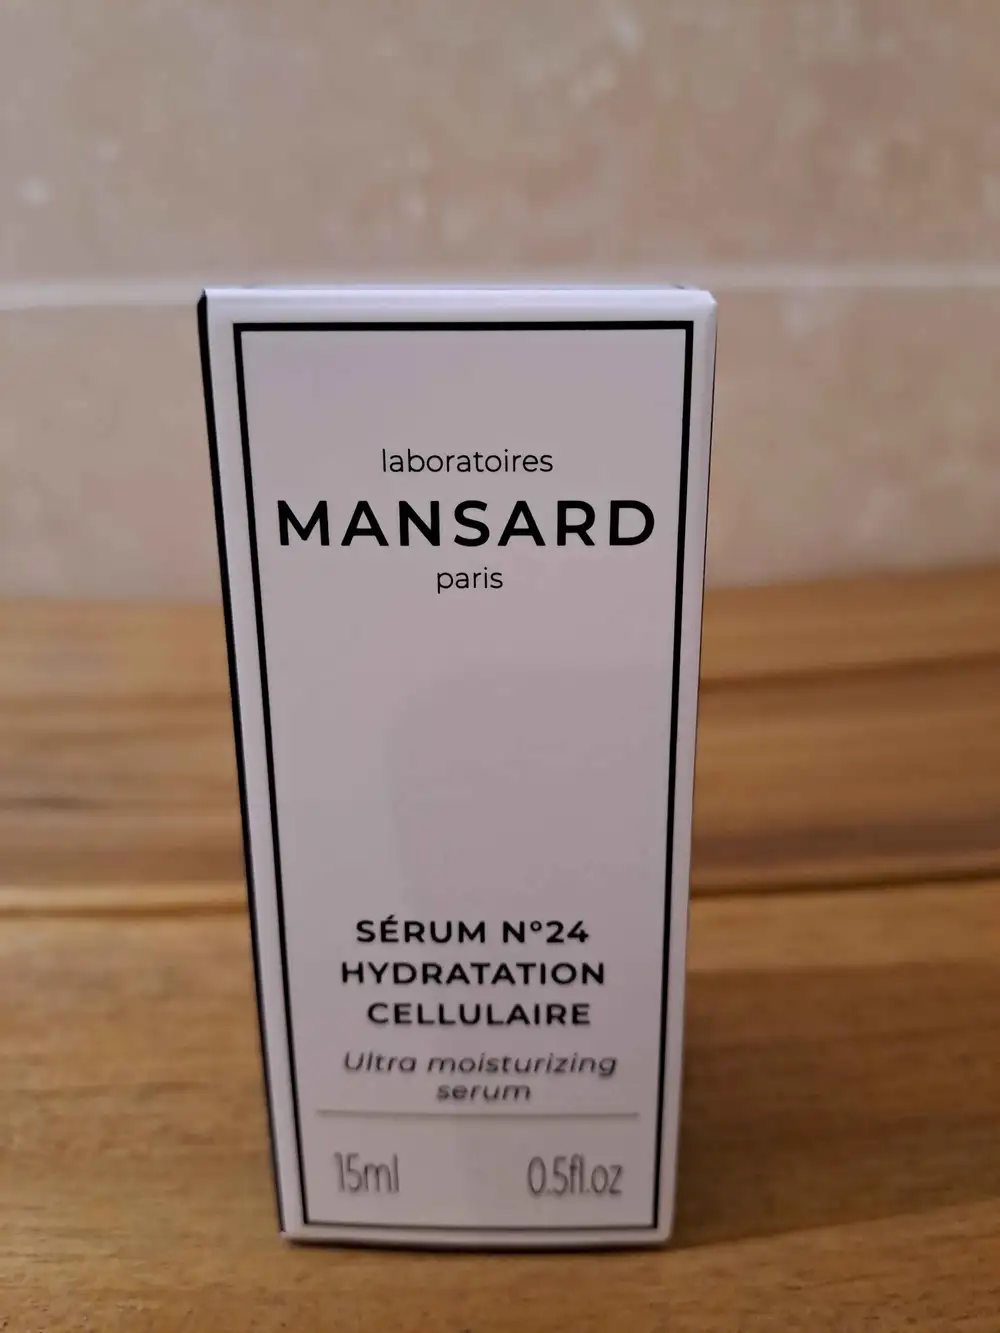 laboratoires
MANSARD
paris
SÉRUM N°24
HYDRATATION
CELLULAIRE
Ultra moisturizing
serum
15ml 0.5fl.oz